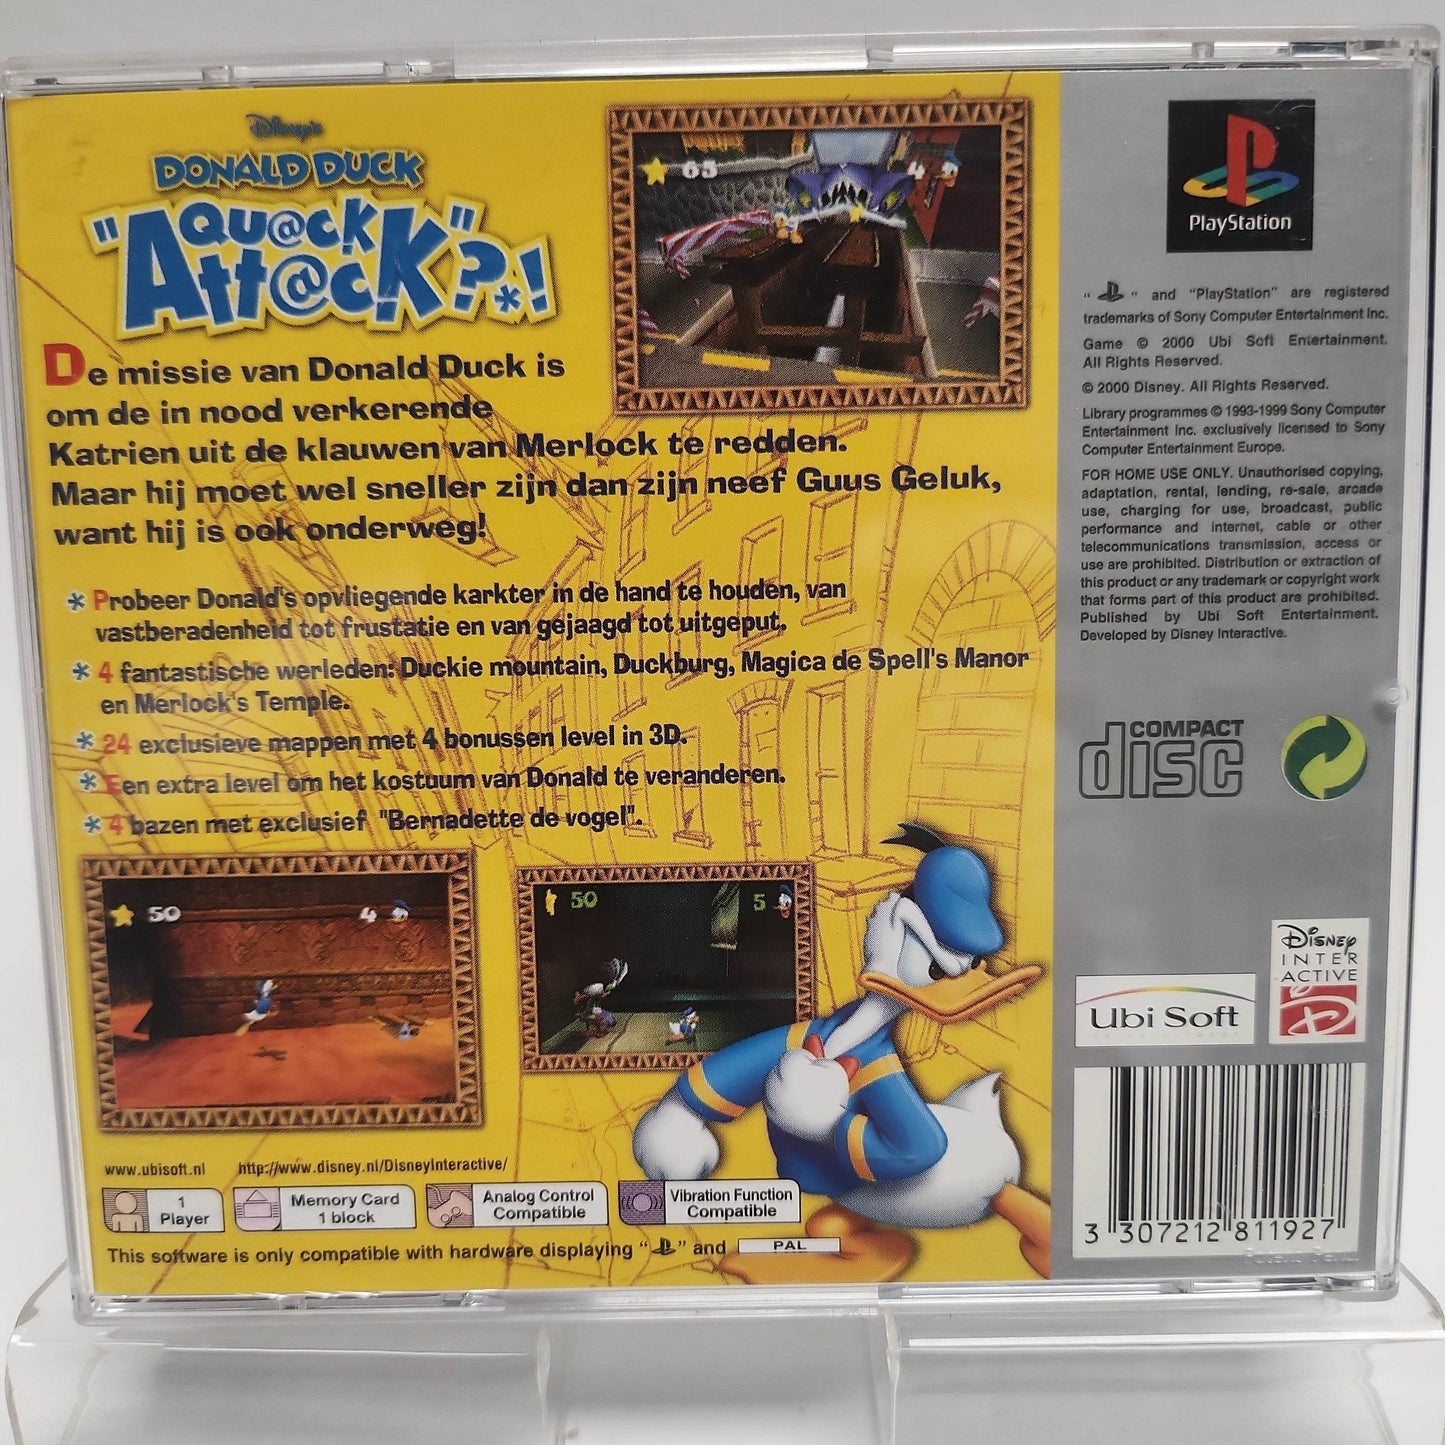 Disney's
DONALD DUCK
"QU@CK
Att@ck"?*!
De missie van Donald Duck is
om de in nood verkerende
Katrien uit de klauwen van Merlock te redden.
Maar hij moet wel sneller zijn dan zijn neef Guus Geluk,
want hij is ook onderweg!
* Probeer Donald's opvliegende karkter in de hand te houden, van
vastberadenheid tot frustatie en van gejaagd tot uitgeput.
* 4 fantastische werleden: Duckie mountain, Duckburg, Magica de Spell's Manor
en Merlock's Temple.
* 24 exclusieve mappen met 4 bonussen level in 3D.
* Een extra level om het kostuum van Donald te veranderen.
* 4 bazen met exclusief "Bernadette de vogel".
65
4
50
4
50
5
www.ubisoft.nl http://www.disney.nl/DisneyInteractive/
1
Player
Memory Card
1 block
Analog Control
Compatible
Vibration Function
Compatible
This software is only compatible with hardware displaying " " and PAL
PlayStation
" " and "PlayStation" are registered
trademarks of Sony Computer Entertainment Inc.
Game © 2000 Ubi Soft Entertainment.
All Rights Reserved.
© 2000 Disney. All Rights Reserved.
Library programmes © 1993-1999 Sony Computer
Entertainment Inc. exclusively licensed to Sony
Computer Entertainment Europe.
FOR HOME USE ONLY. Unauthorised copying,
adaptation, rental, lending, re-sale, arcade
use, charging for use, broadcast, public
performance and internet, cable or other
telecommunications transmission, access or
use are prohibited. Distribution or extraction of
this product or any trademark or copyright work
that forms part of this product are prohibited.
Published by Ubi Soft Entertainment.
Developed by Disney Interactive.
COMPACT
disc
Ubi Soft
ENTERTAINMENT
DISNEY
INTER
ACTIVE
3 307212 811927